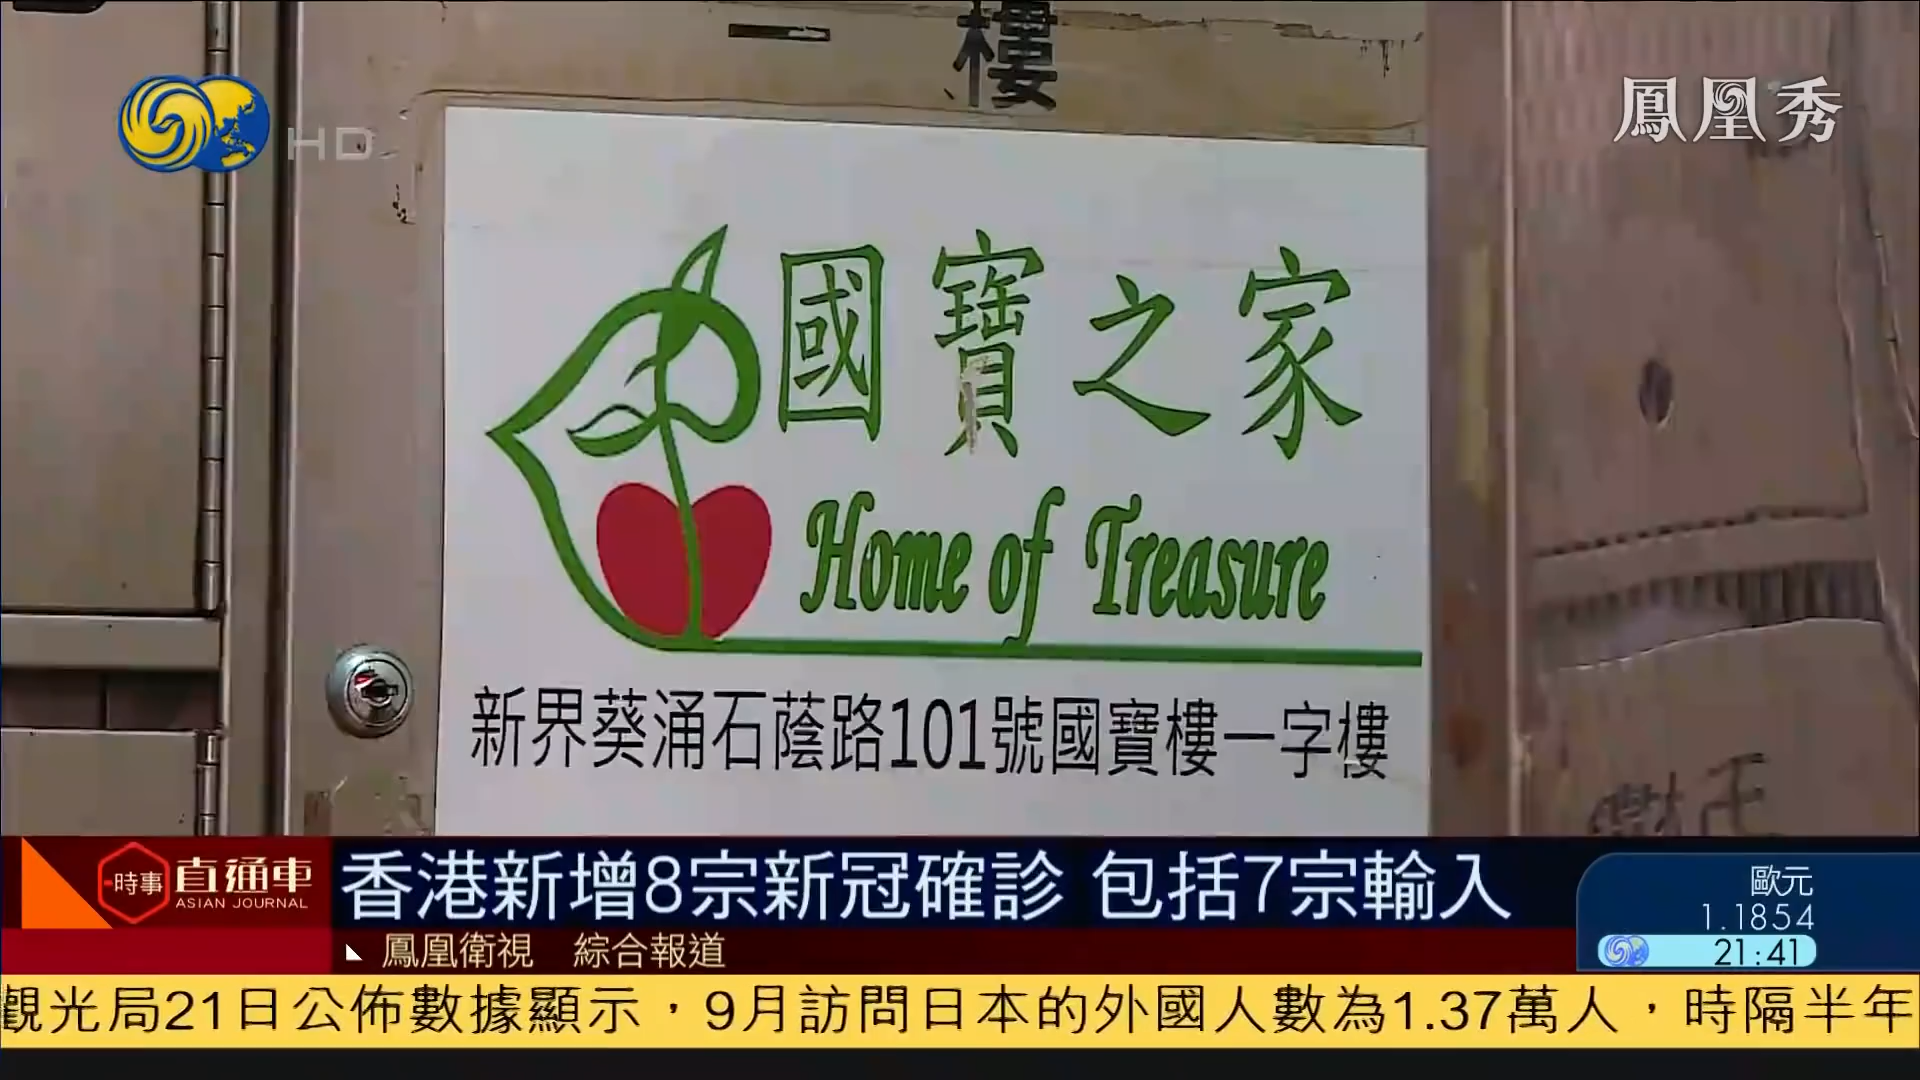 一樓
HD
鳳凰秀
國寶之家
Home of Treasure
新界葵涌石蔭路101號國寶樓一字樓
時事 直通車
ASIAN JOURNAL
香港新增8宗新冠確診 包括7宗輸入
鳳凰衛視 綜合報道
歐元
1.1854
21:41
觀光局21日公佈數據顯示，9月訪問日本的外國人數為1.37萬人，時隔半年